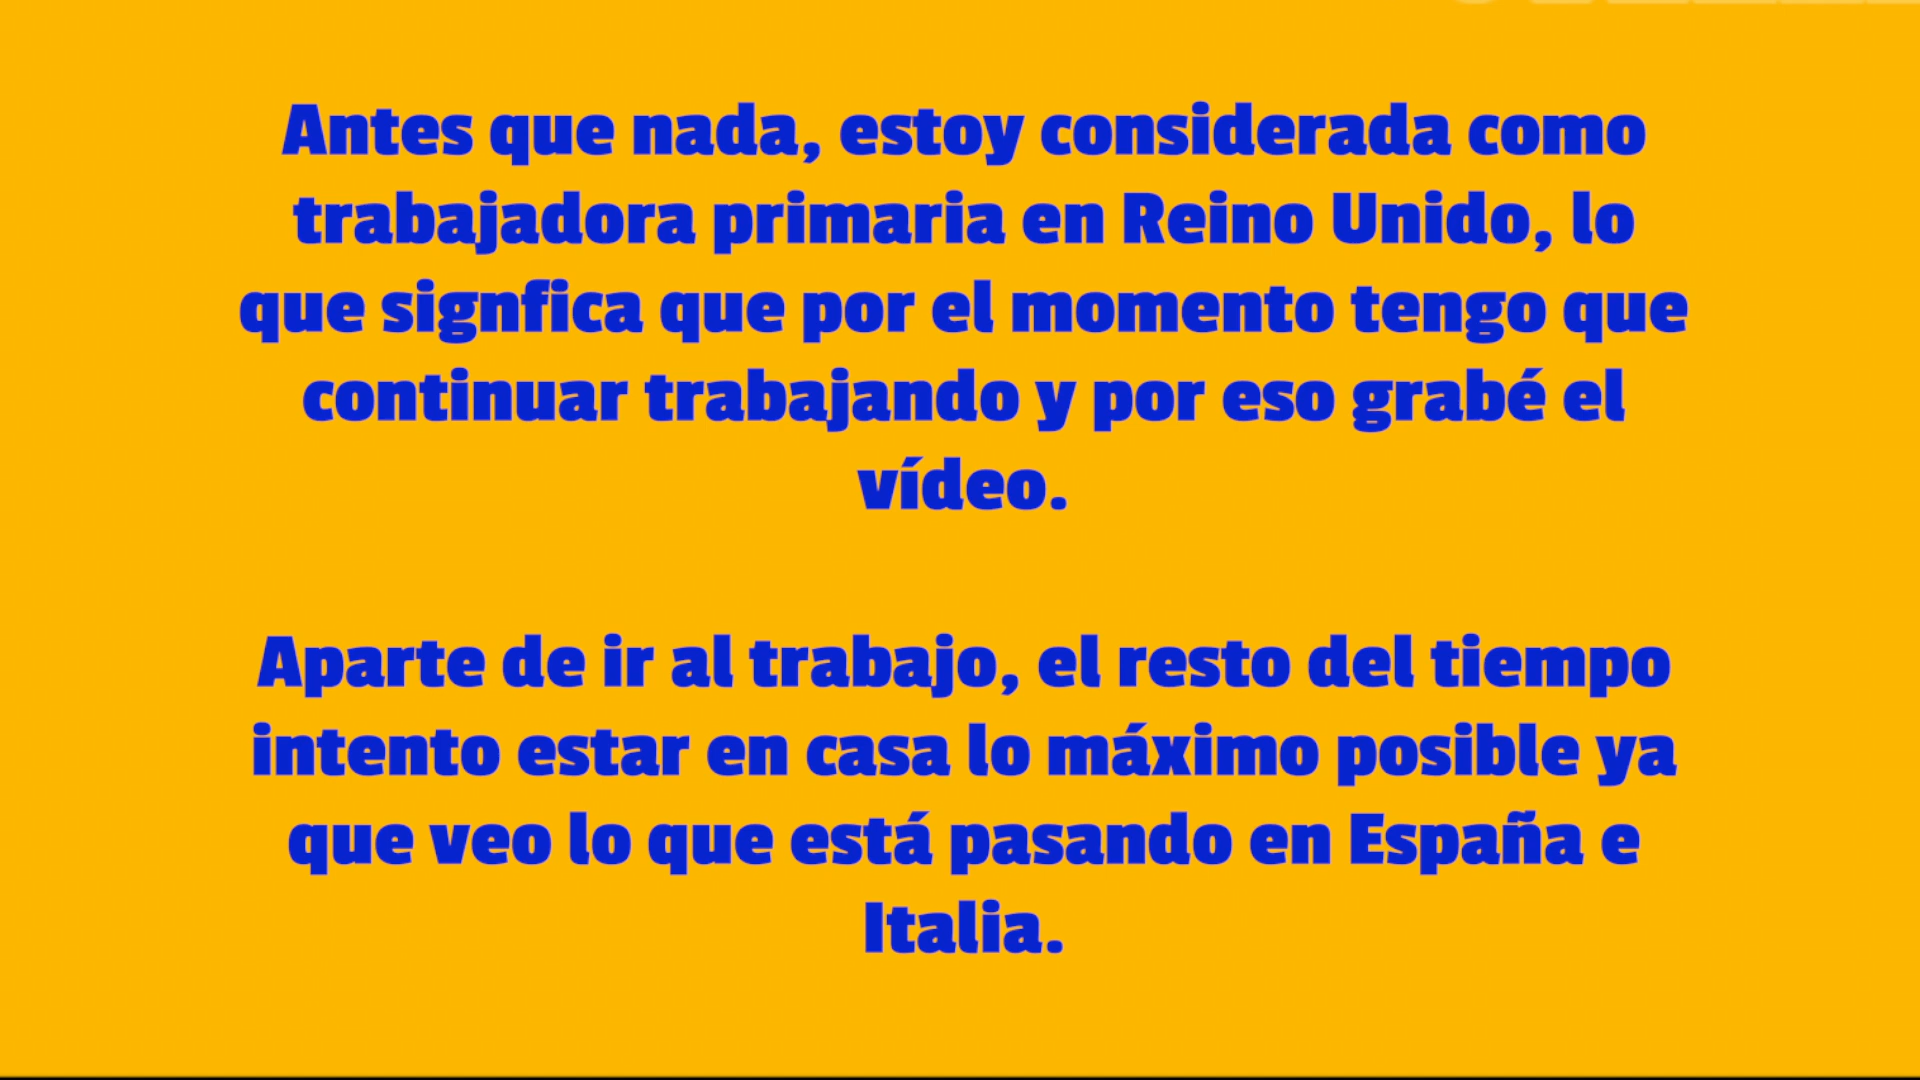 Antes que nada, estoy considerada como
trabajadora primaria en Reino Unido, lo
que signfica que por el momento tengo que
continuar trabajando y por eso grabé el
vídeo.
Aparte de ir al trabajo, el resto del tiempo
intento estar en casa lo máximo posible ya
que veo lo que está pasando en España e
Italia.